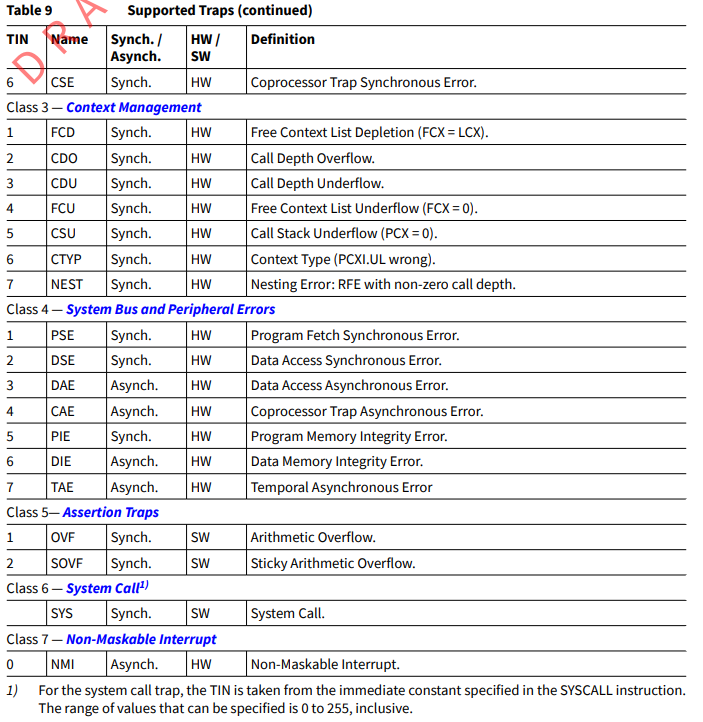 Table 9 Supported Traps (continued)
TIN Name Synch. / Asynch. HW / SW Definition
6 CSE Synch. HW Coprocessor Trap Synchronous Error.
Class 3 — Context Management
1 FCD Synch. HW Free Context List Depletion (FCX = LCX).
2 CDO Synch. HW Call Depth Overflow.
3 CDU Synch. HW Call Depth Underflow.
4 FCU Synch. HW Free Context List Underflow (FCX = 0).
5 CSU Synch. HW Call Stack Underflow (PCX = 0).
6 CTYP Synch. HW Context Type (PCXI.UL wrong).
7 NEST Synch. HW Nesting Error: RFE with non-zero call depth.
Class 4 — System Bus and Peripheral Errors
1 PSE Synch. HW Program Fetch Synchronous Error.
2 DSE Synch. HW Data Access Synchronous Error.
3 DAE Asynch. HW Data Access Asynchronous Error.
4 CAE Asynch. HW Coprocessor Trap Asynchronous Error.
5 PIE Synch. HW Program Memory Integrity Error.
6 DIE Asynch. HW Data Memory Integrity Error.
7 TAE Asynch. HW Temporal Asynchronous Error
Class 5— Assertion Traps
1 OVF Synch. SW Arithmetic Overflow.
2 SOVF Synch. SW Sticky Arithmetic Overflow.
Class 6 — System Call1)
SYS Synch. SW System Call.
Class 7 — Non-Maskable Interrupt
0 NMI Asynch. HW Non-Maskable Interrupt.
1) For the system call trap, the TIN is taken from the immediate constant specified in the SYSCALL instruction.
The range of values that can be specified is 0 to 255, inclusive.
DRA